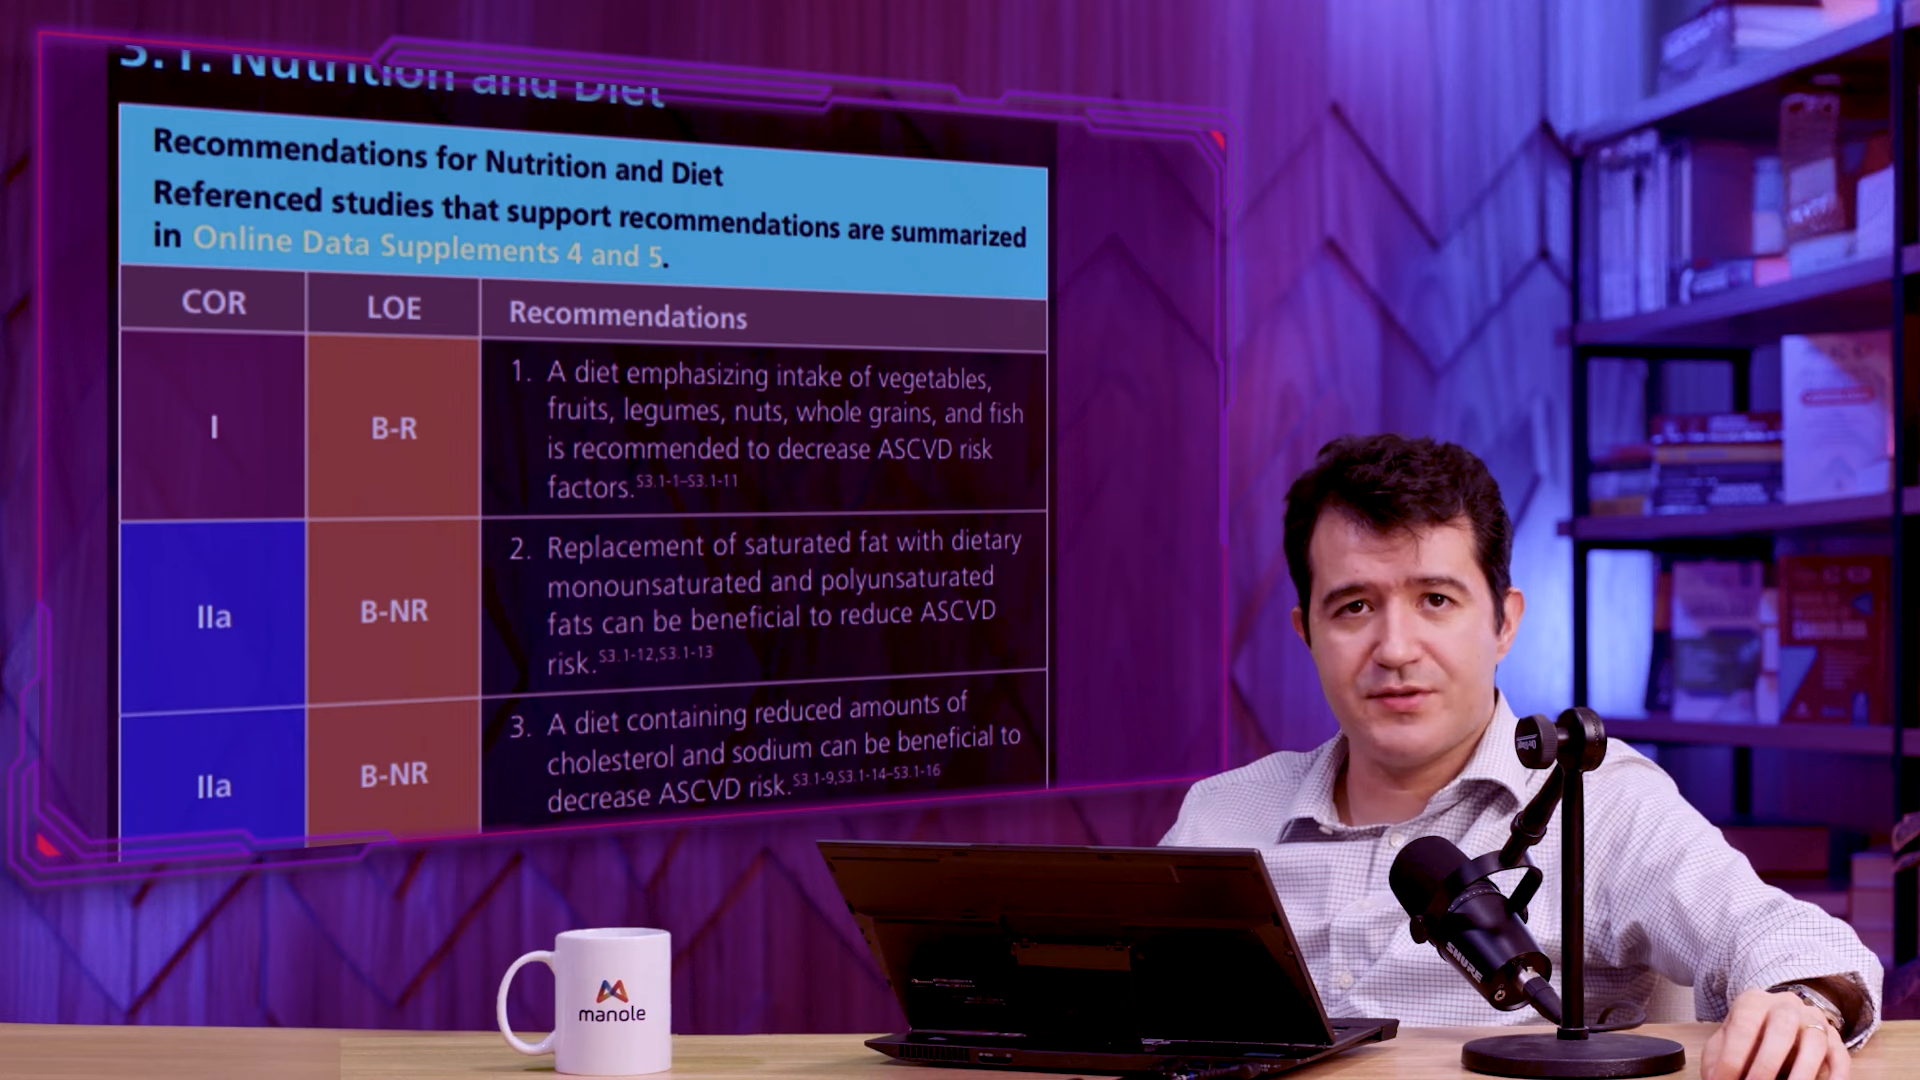 3.1. Nutrition and Diet
Recommendations for Nutrition and Diet
Referenced studies that support recommendations are summarized
in Online Data Supplements 4 and 5.
COR LOE Recommendations
I B-R 1. A diet emphasizing intake of vegetables,
fruits, legumes, nuts, whole grains, and fish
is recommended to decrease ASCVD risk
factors.S3.1-1–S3.1-11
IIa B-NR 2. Replacement of saturated fat with dietary
monounsaturated and polyunsaturated
fats can be beneficial to reduce ASCVD
risk.S3.1-12,S3.1-13
IIa B-NR 3. A diet containing reduced amounts of
cholesterol and sodium can be beneficial to
decrease ASCVD risk.S3.1-9,S3.1-14–S3.1-16
manole
SHURE